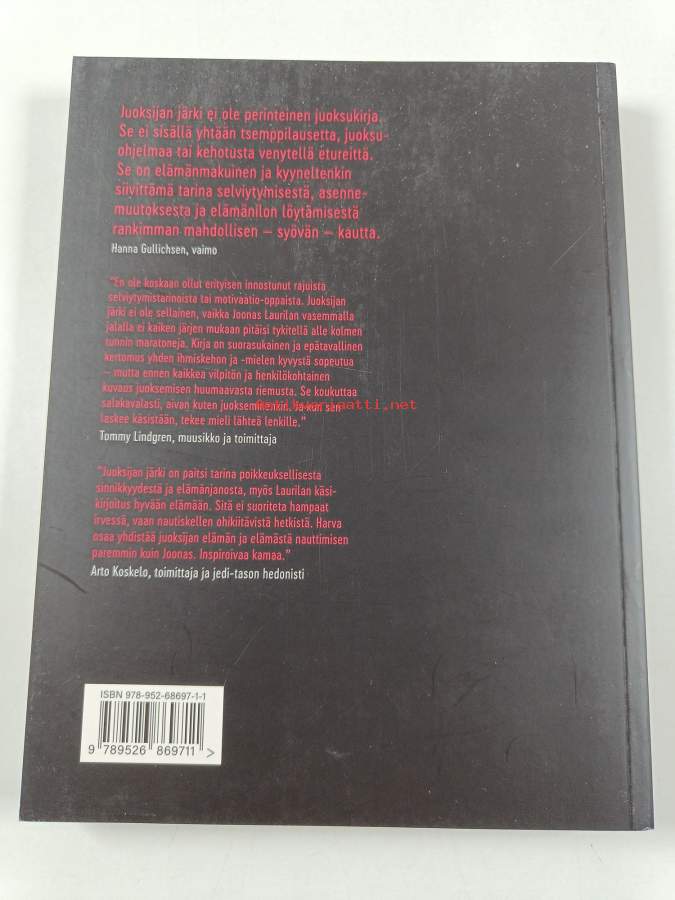 Juoksijan järki ei ole perinteinen juoksukirja.
Se ei sisällä yhtään tsemppilausetta, juoksu-
ohjelmaa tai kehotusta venytellä etureittä.
Se on elämänmakuinen ja kyyneltenkin
siivittämä tarina selviytymisestä, asenne-
muutoksesta ja elämänilon löytämisestä
rankimman mahdollisen – syövän – kautta.
Hanna Gullichsen, vaimo
"En ole koskaan ollut erityisen innostunut rajuista
selviytymistarinoista tai motivaatio-oppaista. Juoksijan
järki ei ole sellainen, vaikka Joonas Laurilan vasemmalla
jalalla ei kaiken järjen mukaan pitäisi tykitellä alle kolmen
tunnin maratoneja. Kirja on suorasukainen ja epätavallinen
kertomus yhden ihmiskehon ja -mielen kyvystä sopeutua
– mutta ennen kaikkea vilpitön ja henkilökohtainen
kuvaus juoksemisen huumaavasta riemusta. Se koukuttaa
salakavalasti, aivan kuten juokseminenkin. Ja kun sen
laskee käsistään, tekee mieli lähteä lenkille."
Tommy Lindgren, muusikko ja toimittaja
"Juoksijan järki on paitsi tarina poikkeuksellisesta
sinnikkyydestä ja elämänjanosta, myös Laurilan käsi-
kirjoitus hyvään elämään. Sitä ei suoriteta hampaat
irvessä, vaan nautiskellen ohikiitävistä hetkistä. Harva
osaa yhdistää juoksijan elämän ja elämästä nauttimisen
paremmin kuin Joonas. Inspiroivaa kamaa."
Arto Koskelo, toimittaja ja jedi-tason hedonisti
ISBN 978-952-68697-1-1
9 789526 869711 >